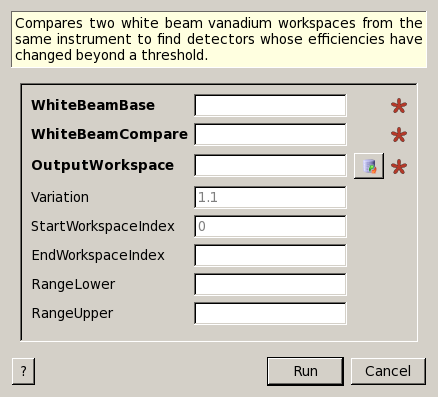 Compares two white beam vanadium workspaces from the
same instrument to find detectors whose efficiencies have
changed beyond a threshold.
WhiteBeamBase
WhiteBeamCompare
OutputWorkspace
Variation 1.1
StartWorkspaceIndex 0
EndWorkspaceIndex
RangeLower
RangeUpper
? Run Cancel